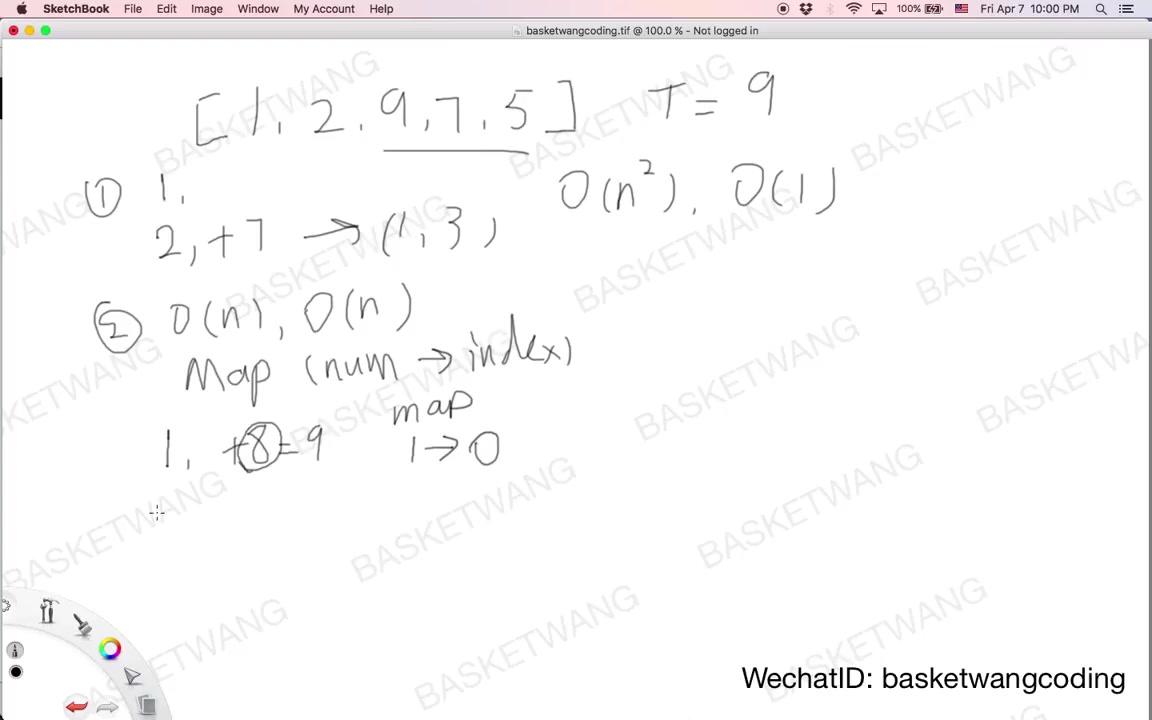 SketchBook File Edit Image Window My Account Help 100% Fri Apr 7 10:00 PM
basketwangcoding.tif @ 100.0 % - Not logged in
[1, 2, 9, 7, 5] T = 9
① 1, O(n²), O(1)
2, +7 → (1, 3)
② O(n), O(n)
Map (num → index)
map
1, +8=9 1→0
BASKETWANG
WechatID: basketwangcoding